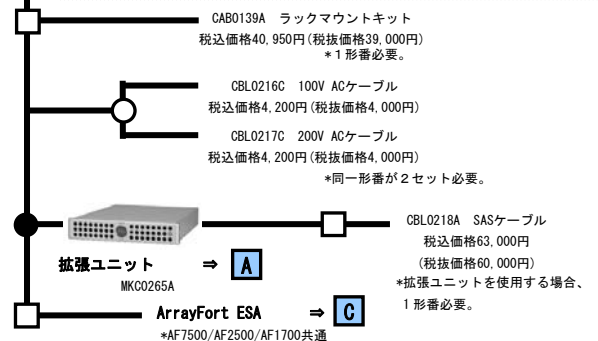 CAB0139A ラックマウントキット
税込価格40,950円(税抜価格39,000円)
*1形番必要。
CBL0216C 100V ACケーブル
税込価格4,200円(税抜価格4,000円)
CBL0217C 200V ACケーブル
税込価格4,200円(税抜価格4,000円)
*同一形番が2セット必要。
CBL0218A SASケーブル
税込価格63,000円
(税抜価格60,000円)
*拡張ユニットを使用する場合、
1形番必要。
拡張ユニット ⇒ A
MKC0265A
ArrayFort ESA ⇒ C
*AF7500/AF2500/AF1700共通